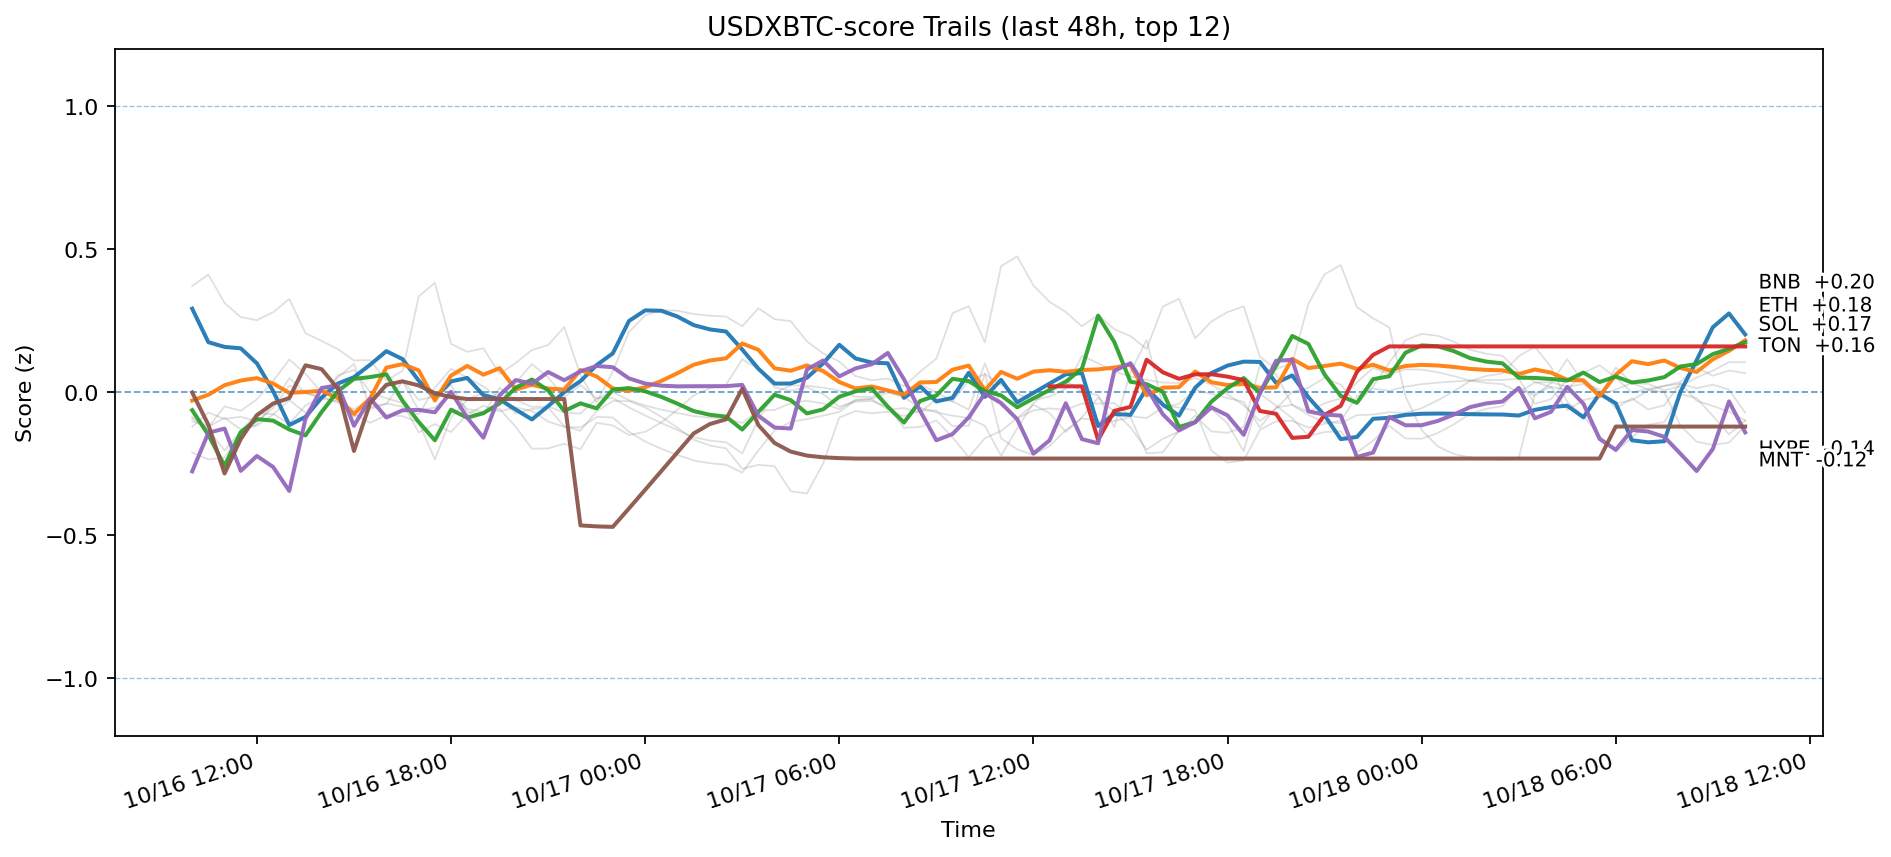 USDXBTC-score Trails (last 48h, top 12)
Score (z)
1.0
0.5
0.0
−0.5
−1.0
BNB +0.20
ETH +0.18
SOL +0.17
TON +0.16
HYPE -0.14
MNT -0.12
10/16 12:00
10/16 18:00
10/17 00:00
10/17 06:00
10/17 12:00
10/17 18:00
10/18 00:00
10/18 06:00
10/18 12:00
Time